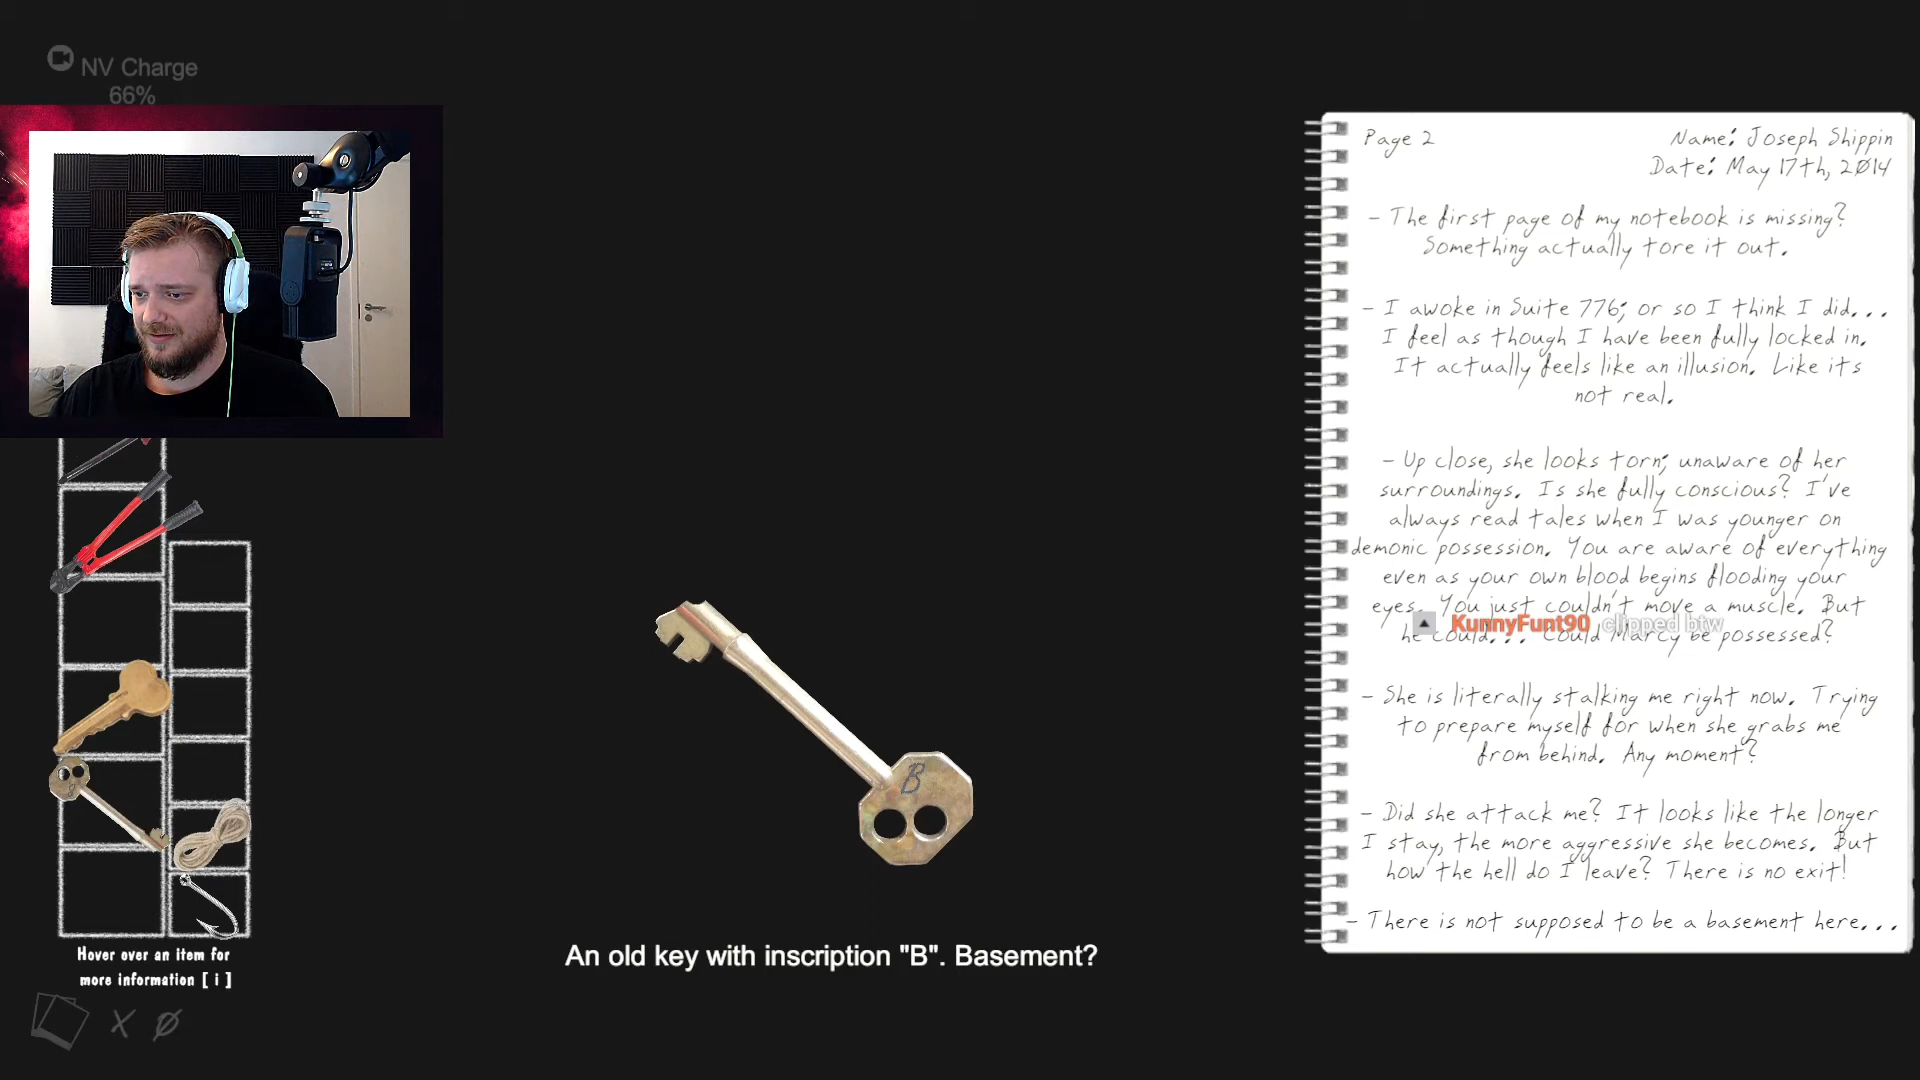 NV Charge
66%
Page 2
Name: Joseph Shippin
Date: May 17th, 2014
- The first page of my notebook is missing?
Something actually tore it out.
- I awoke in Suite 776; or so I think I did...
I feel as though I have been fully locked in.
It actually feels like an illusion. Like its
not real.
- Up close, she looks torn; unaware of her
surroundings. Is she fully conscious? I've
always read tales when I was younger on
demonic possession. You are aware of everything
even as your own blood begins flooding your
eyes. You just couldn't move a muscle. But
he could... Could Marcy be possessed?
KunnyFunt90 clipped btw
- She is literally stalking me right now. Trying
to prepare myself for when she grabs me
from behind. Any moment?
- Did she attack me? It looks like the longer
I stay, the more aggressive she becomes. But
how the hell do I leave? There is no exit!
- There is not supposed to be a basement here...
B
An old key with inscription "B". Basement?
Hover over an item for
more information [ i ]
X 0